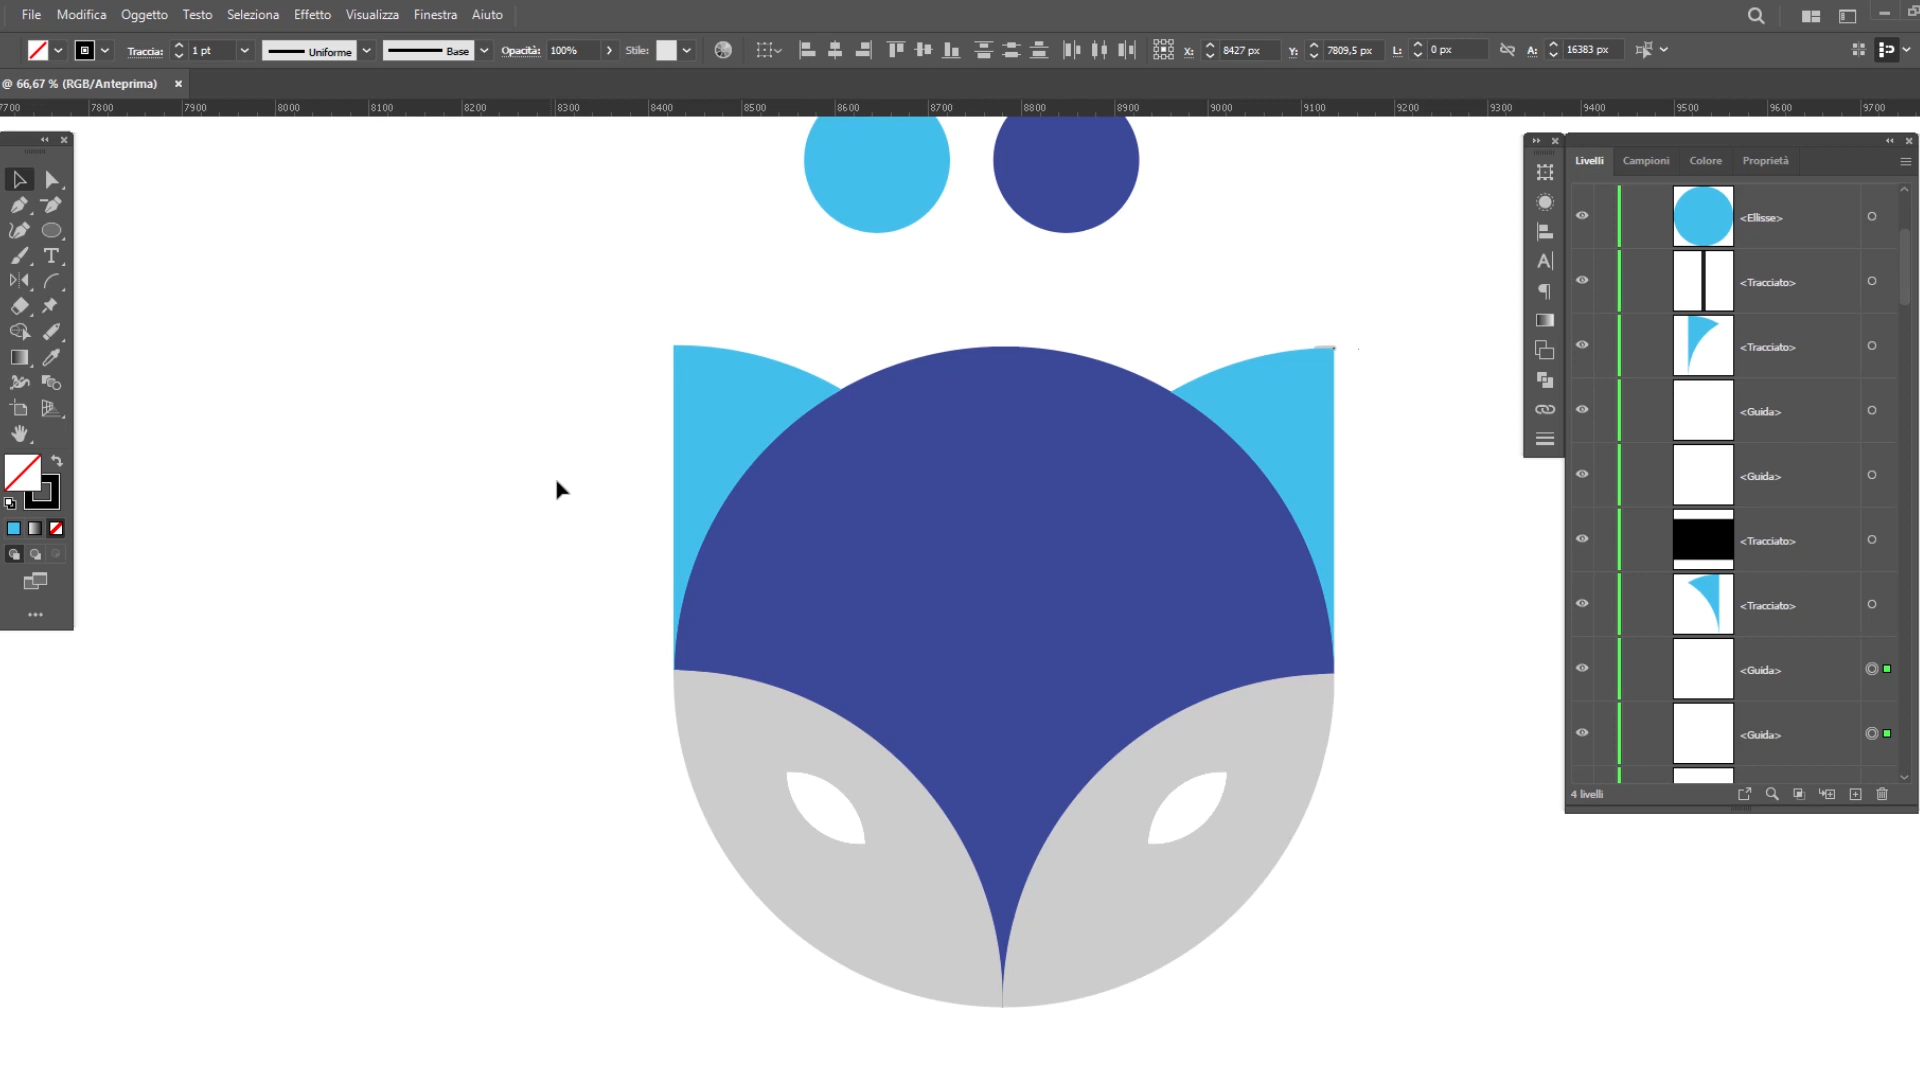 File Modifica Oggetto Testo Seleziona Effetto Visualizza Finestra Aiuto
Traccia: 1 pt Uniforme Base Opacità: 100% Stile: X: 8427 px Y: 7809,5 px L: 0 px A: 16383 px
@ 66,67 % (RGB/Anteprima)
7700 7800 7900 8000 8100 8200 8300 8400 8500 8600 8700 8800 8900 9000 9100 9200 9300 9400 9500 9600 9700
Livelli Campioni Colore Proprietà
<Ellisse>
<Tracciato>
<Tracciato>
<Guida>
<Guida>
<Tracciato>
<Tracciato>
<Guida>
<Guida>
4 livelli